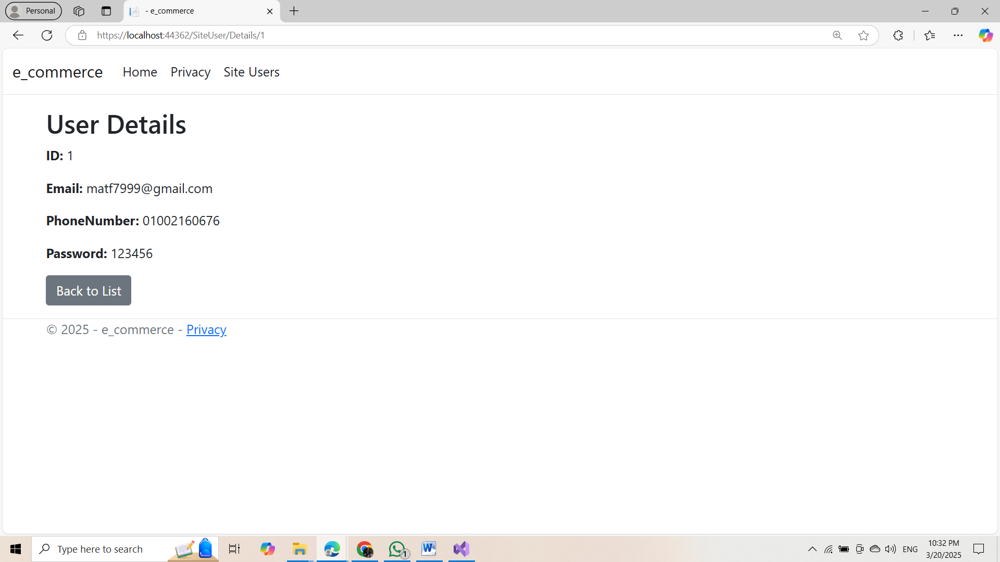 Personal
- e_commerce
https://localhost:44362/SiteUser/Details/1
e_commerce Home Privacy Site Users
User Details
ID: 1
Email: matf7999@gmail.com
PhoneNumber: 01002160676
Password: 123456
Back to List
© 2025 - e_commerce - Privacy
Type here to search
1
W
ENG
10:32 PM
3/20/2025